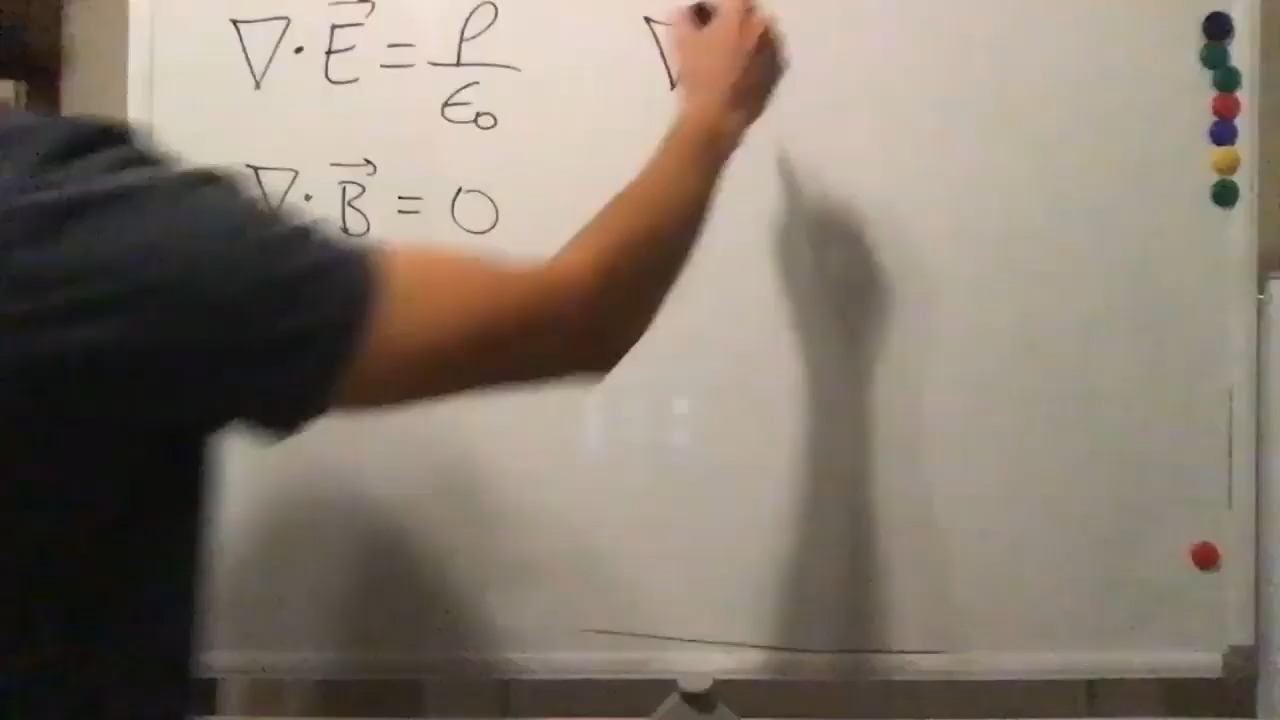 ∇·E⃗ = ρ/ε₀ ∇
∇·B⃗ = 0